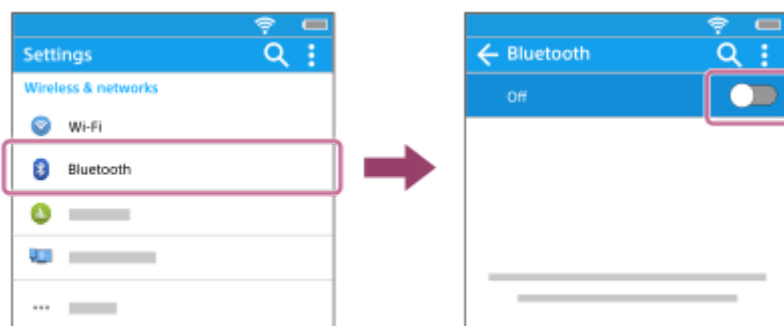 Settings
Wireless & networks
Wi-Fi
Bluetooth
Bluetooth
Off